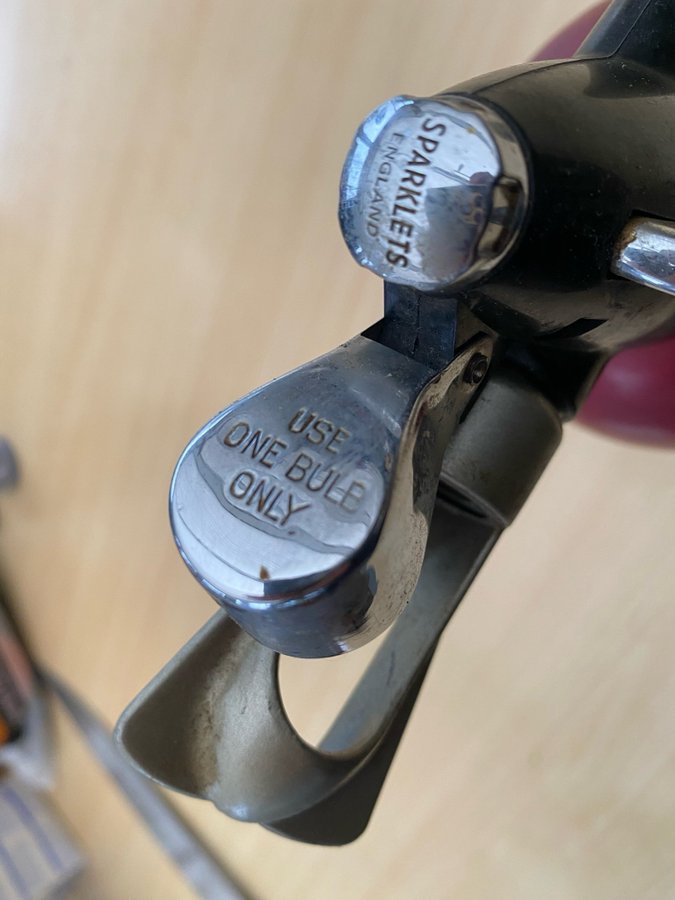 SPARKLETS
ENGLAND
USE
ONE BULB
ONLY